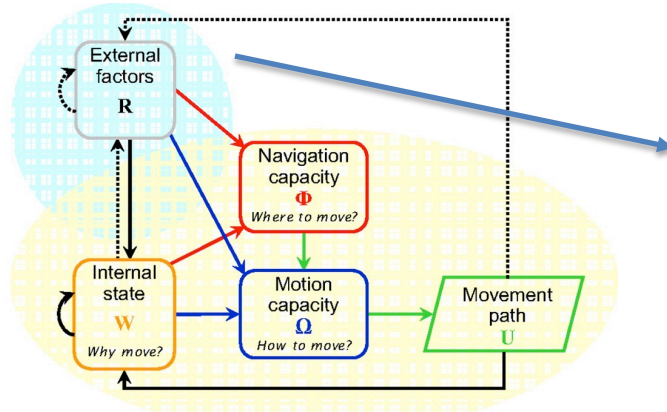 External
factors
R
Navigation
capacity
Φ
Where to move?
Internal
state
W
Why move?
Motion
capacity
Ω
How to move?
Movement
path
U